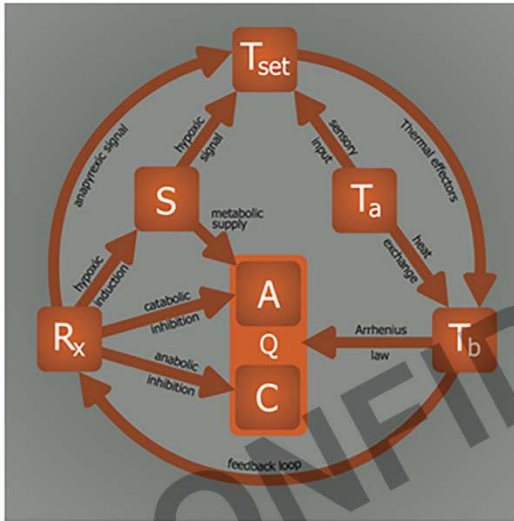 Tset
anapyrexic signal
hypoxic
signal
sensory
input
Thermal effectors
S
Ta
metabolic
supply
heat
exchange
hypoxic
induction
A
catabolic
inhibition
Rx
Q
Arrhenius
law
Tb
anabolic
inhibition
C
feedback loop
ONFI